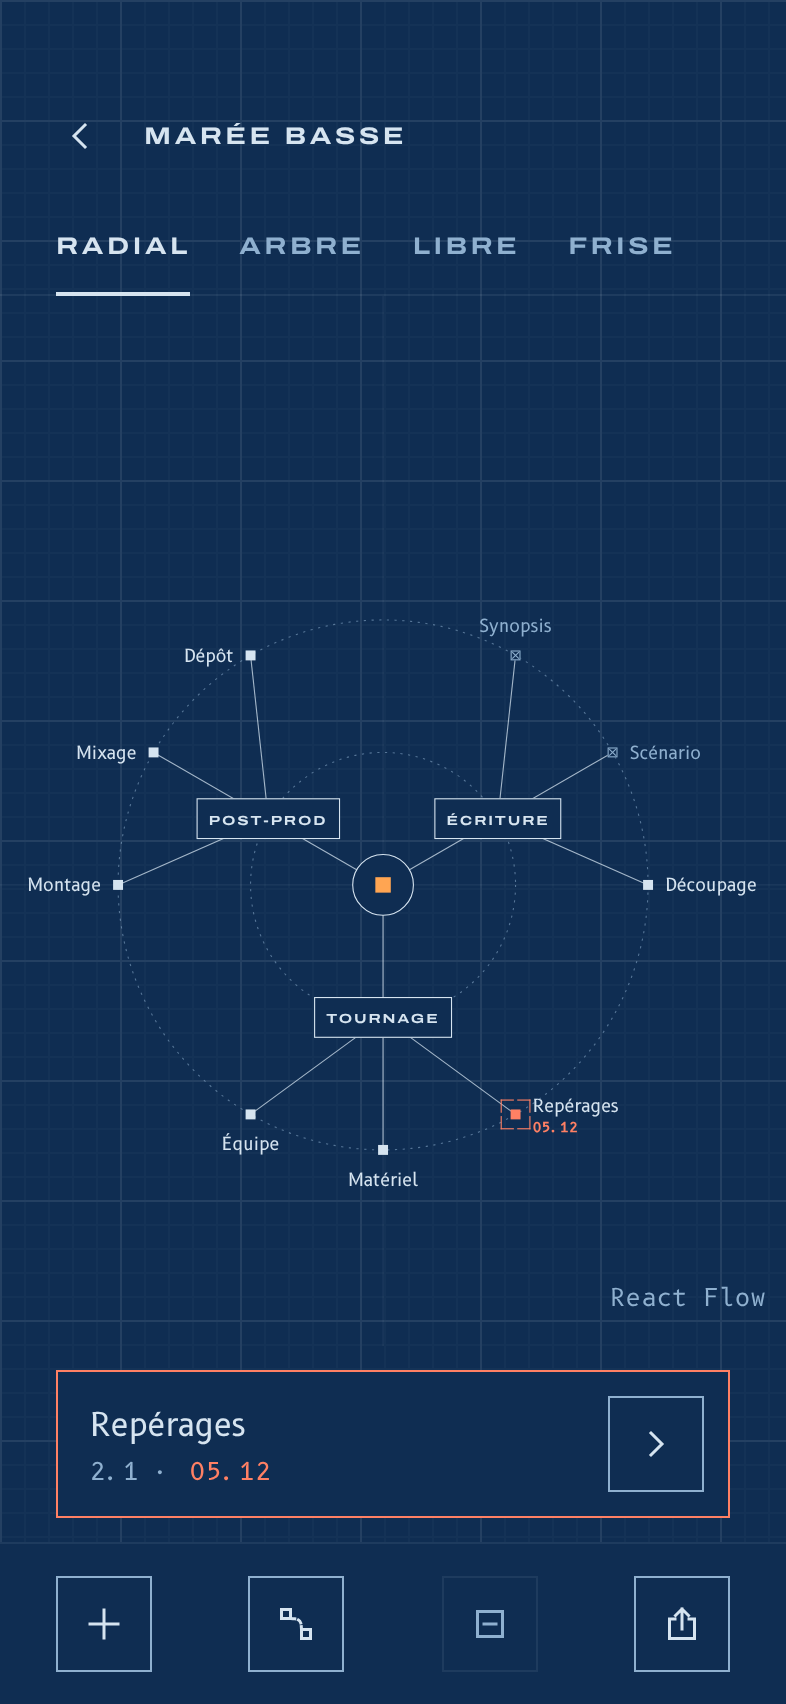 MARÉE BASSE
RADIAL ARBRE LIBRE FRISE
Synopsis
Dépôt
Mixage
Scénario
POST-PROD
ÉCRITURE
Montage
Découpage
TOURNAGE
Repérages
05. 12
Équipe
Matériel
React Flow
Repérages
2. 1 · 05. 12